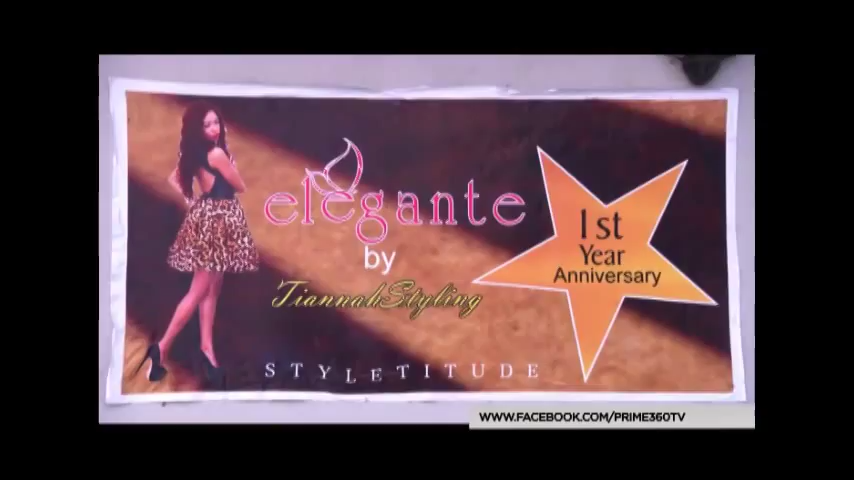 elegante
by
TiannahStyling
STYLETITUDE
1st
Year
Anniversary
WWW.FACEBOOK.COM/PRIME360TV